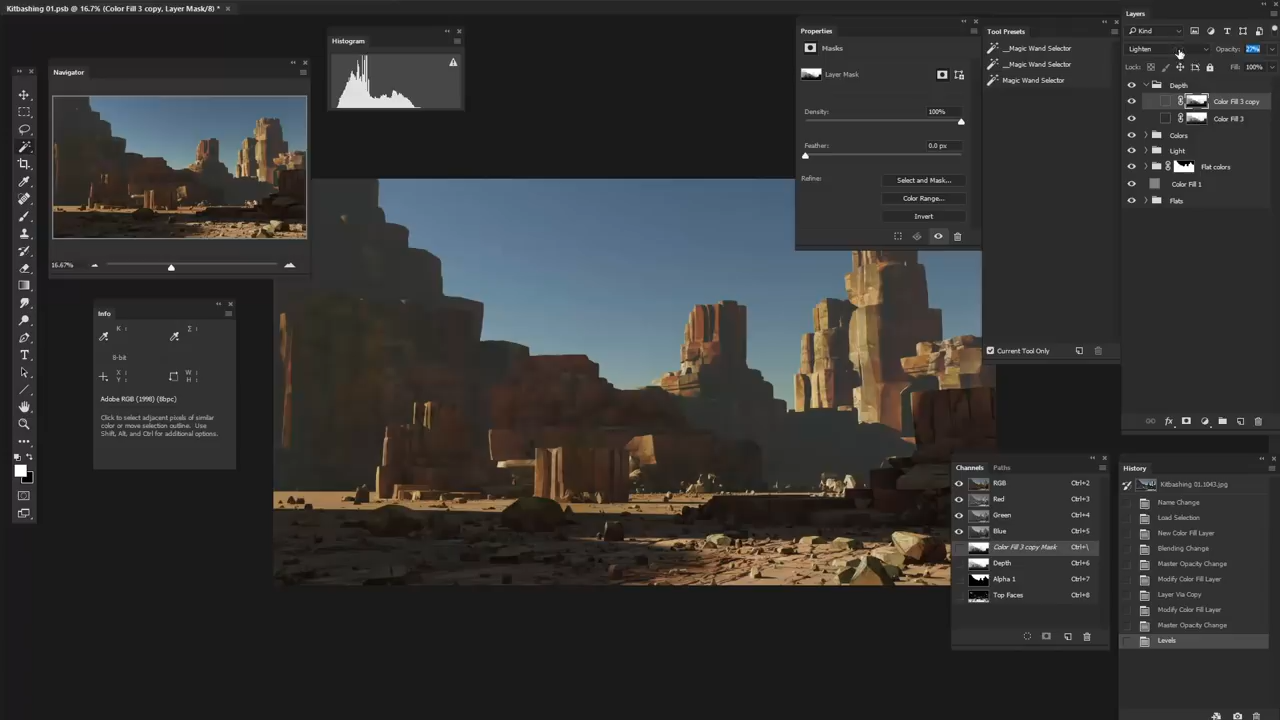 Kitbashing 01.psb @ 16.7% (Color Fill 3 copy, Layer Mask/8) *
Navigator
16.67%
Histogram
Info
K :
Σ :
8-bit
X :
Y :
W :
H :
Adobe RGB (1998) (8bpc)
Click to select adjacent pixels of similar
color or move selection outline. Use
Shift, Alt, and Ctrl for additional options.
Properties
Masks
Layer Mask
Density:
100%
Feather:
0.0 px
Refine:
Select and Mask...
Color Range...
Invert
Tool Presets
__Magic Wand Selector
__Magic Wand Selector
Magic Wand Selector
Current Tool Only
Layers
Kind
Lighten
Opacity: 27%
Lock:
Fill: 100%
Depth
Color Fill 3 copy
Color Fill 3
Colors
Light
Flat colors
Color Fill 1
Flats
fx
Channels
Paths
RGB Ctrl+2
Red Ctrl+3
Green Ctrl+4
Blue Ctrl+5
Color Fill 3 copy Mask Ctrl+\
Depth Ctrl+6
Alpha 1 Ctrl+7
Top Faces Ctrl+8
History
Kitbashing 01.1043.jpg
Name Change
Load Selection
New Color Fill Layer
Blending Change
Master Opacity Change
Modify Color Fill Layer
Layer Via Copy
Modify Color Fill Layer
Master Opacity Change
Levels